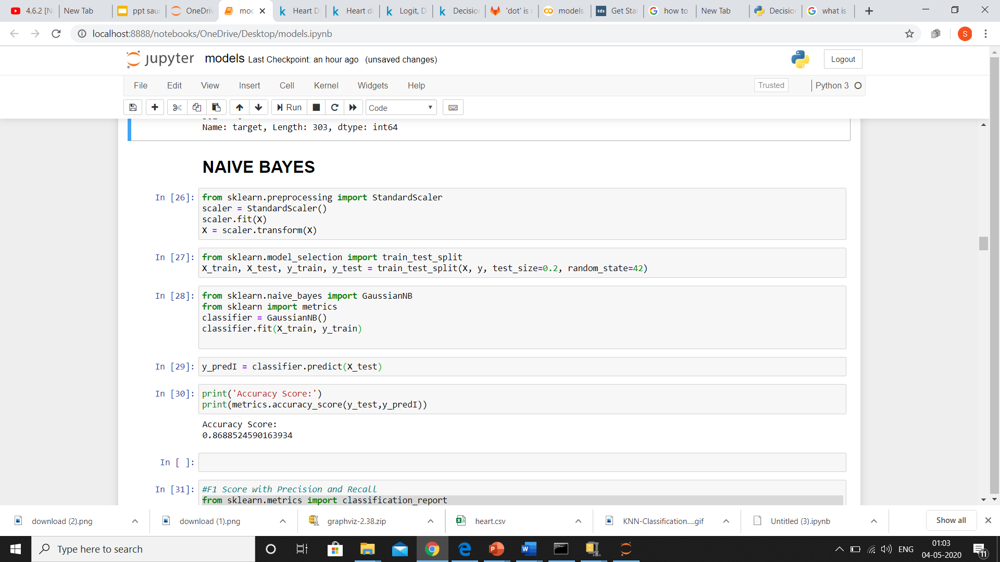 4.6.2 [N
New Tab
ppt sau
OneDriv
moc
Heart D
Heart di
Logit, D
Decision
'dot' is
models.
Get Sta
how to
New Tab
Decision
what is
localhost:8888/notebooks/OneDrive/Desktop/models.ipynb
S
jupyter models Last Checkpoint: an hour ago (unsaved changes)
Logout
File Edit View Insert Cell Kernel Widgets Help
Trusted
Python 3
Run
Code
Name: target, Length: 303, dtype: int64
NAIVE BAYES
In [26]: from sklearn.preprocessing import StandardScaler
scaler = StandardScaler()
scaler.fit(X)
X = scaler.transform(X)
In [27]: from sklearn.model_selection import train_test_split
X_train, X_test, y_train, y_test = train_test_split(X, y, test_size=0.2, random_state=42)
In [28]: from sklearn.naive_bayes import GaussianNB
from sklearn import metrics
classifier = GaussianNB()
classifier.fit(X_train, y_train)
In [29]: y_predI = classifier.predict(X_test)
In [30]: print('Accuracy Score:')
print(metrics.accuracy_score(y_test,y_predI))
Accuracy Score:
0.8688524590163934
In [ ]:
In [31]: #F1 Score with Precision and Recall
from sklearn.metrics import classification_report
download (2).png
download (1).png
graphviz-2.38.zip
heart.csv
KNN-Classification....gif
Untitled (3).ipynb
Show all
Type here to search
ENG
01:03
04-05-2020
11